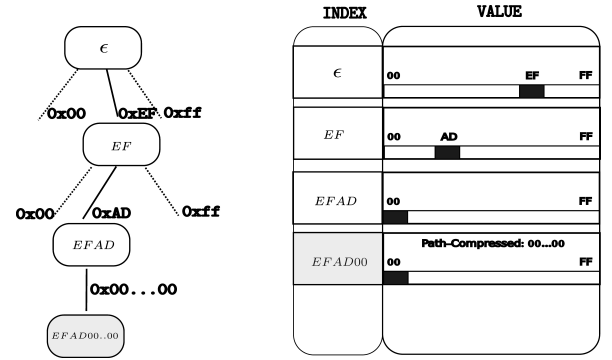 INDEX VALUE
ϵ
0x00 0xEF 0xff
EF
0x00 0xAD 0xff
EFAD
0x00...00
EFAD00..00
ϵ
00 EF FF
EF
00 AD FF
EFAD
00 FF
EFAD00
Path-Compressed: 00...00
00 FF